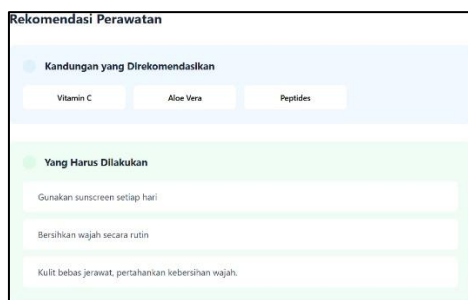 Rekomendasi Perawatan
Kandungan yang Direkomendasikan
Vitamin C
Aloe Vera
Peptides
Yang Harus Dilakukan
Gunakan sunscreen setiap hari
Bersihkan wajah secara rutin
Kulit bebas jerawat, pertahankan kebersihan wajah.